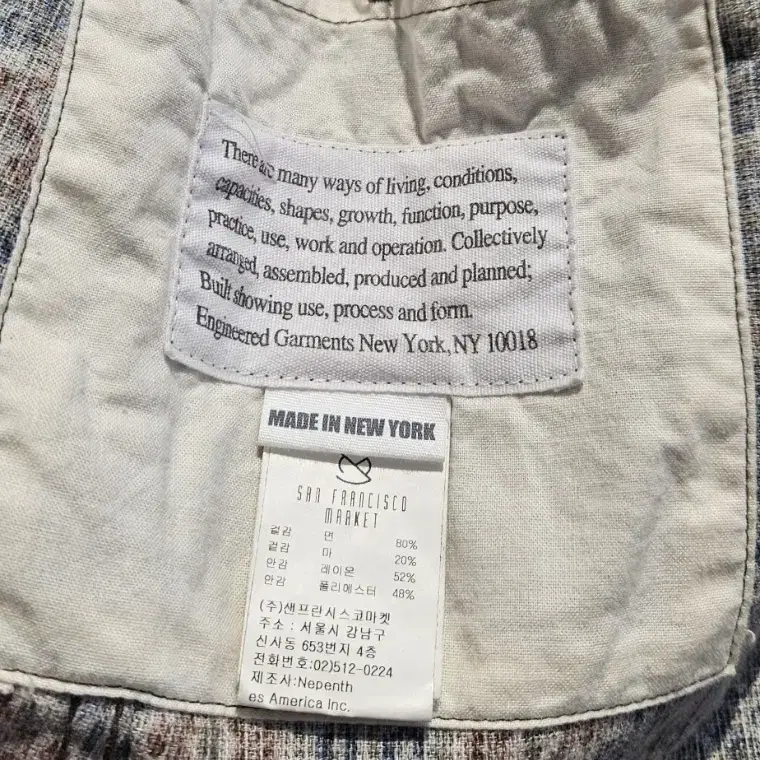 There are many ways of living, conditions,
capacities, shapes, growth, function, purpose,
practice, use, work and operation. Collectively
arranged, assembled, produced and planned;
Built showing use, process and form.
Engineered Garments New York, NY 10018
MADE IN NEW YORK
SAN FRANCISCO
MARKET
겉감 면 80%
겉감 마 20%
안감 레이온 52%
안감 폴리에스터 48%
(주)샌프란시스코마켓
주소 : 서울시 강남구
신사동 653번지 4층
전화번호:02)512-0224
제조사:Nepenth
es America Inc.